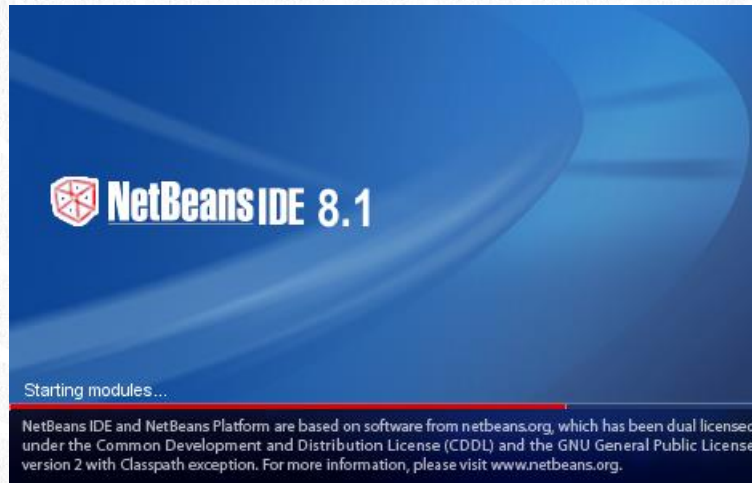 NetBeans IDE 8.1
Starting modules...
NetBeans IDE and NetBeans Platform are based on software from netbeans.org, which has been dual licensed
under the Common Development and Distribution License (CDDL) and the GNU General Public License
version 2 with Classpath exception. For more information, please visit www.netbeans.org.